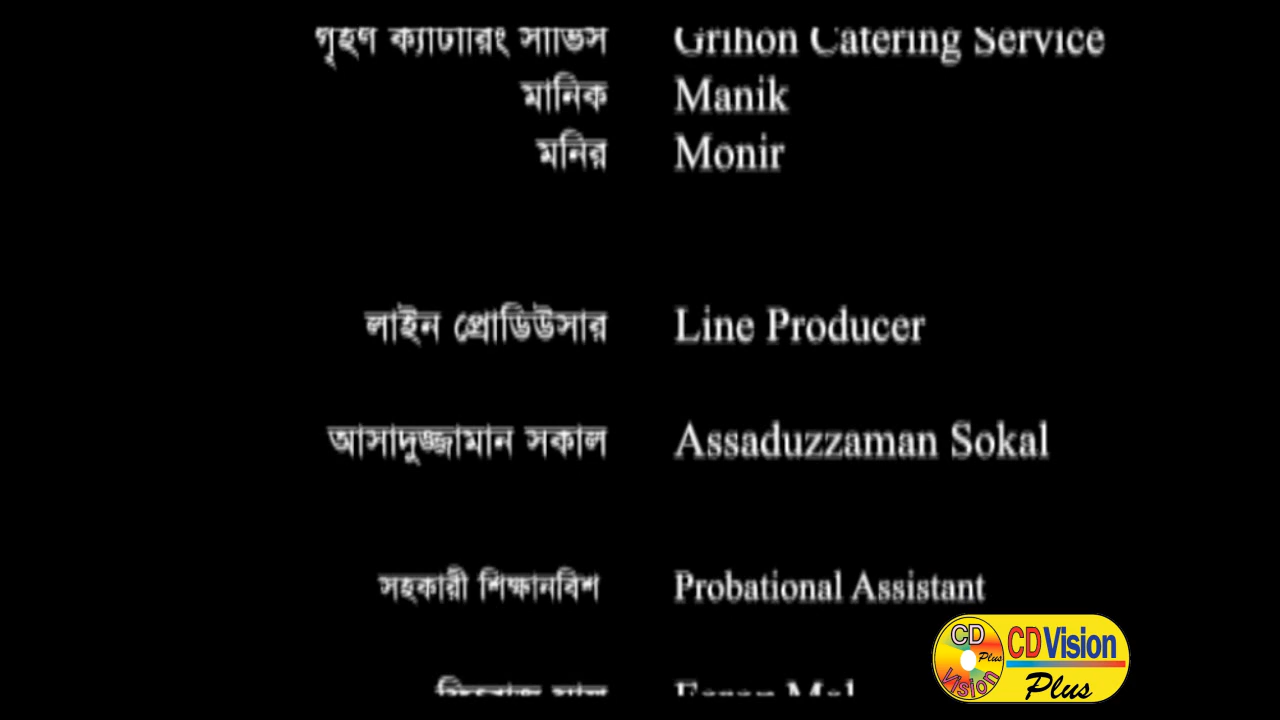 গৃহণ ক্যাটারিং সার্ভিস Grihon Catering Service
মানিক Manik
মনির Monir
লাইন প্রোডিউসার Line Producer
আসাদুজ্জামান সকাল Assaduzzaman Sokal
সহকারী শিক্ষানবিশ Probational Assistant
CD Vision Plus
CD Vision
Plus